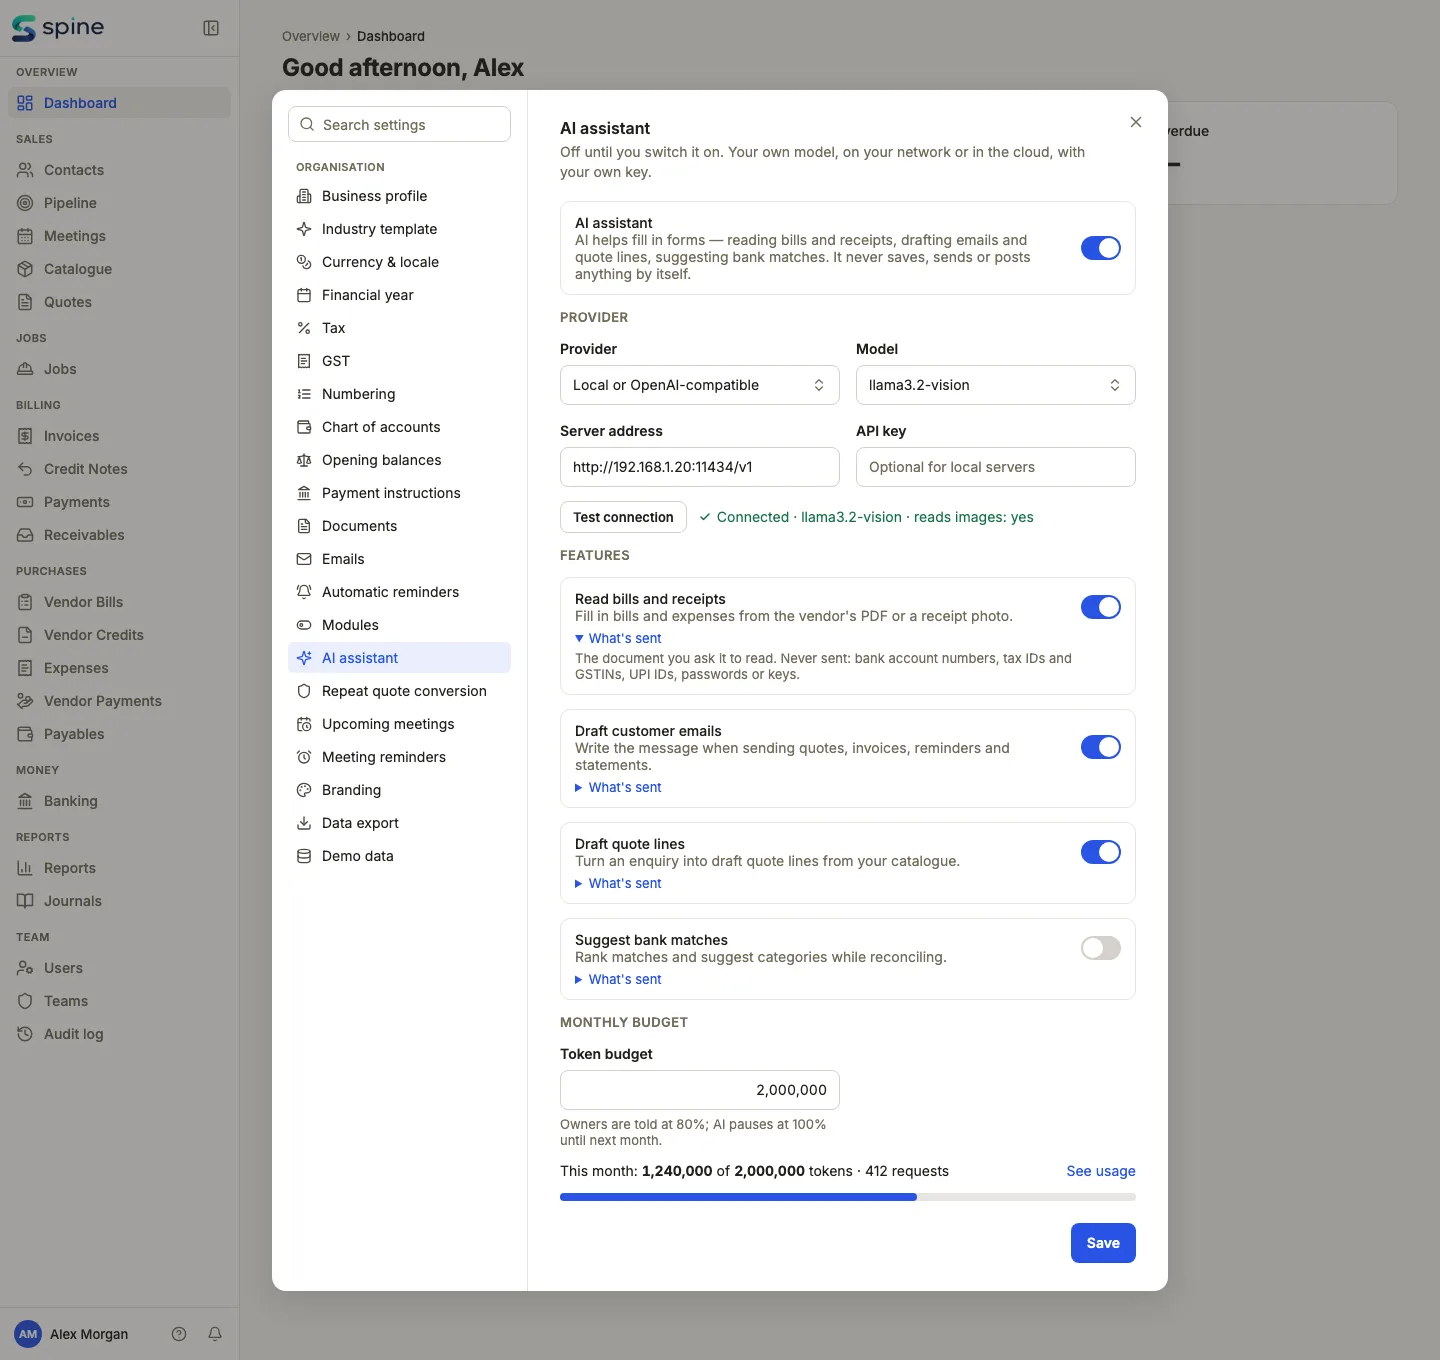 spine
OVERVIEW
Dashboard
SALES
Contacts
Pipeline
Meetings
Catalogue
Quotes
JOBS
Jobs
BILLING
Invoices
Credit Notes
Payments
Receivables
PURCHASES
Vendor Bills
Vendor Credits
Expenses
Vendor Payments
Payables
MONEY
Banking
REPORTS
Reports
Journals
TEAM
Users
Teams
Audit log
AM Alex Morgan
Overview › Dashboard
Good afternoon, Alex
verdue
Search settings
ORGANISATION
Business profile
Industry template
Currency & locale
Financial year
Tax
GST
Numbering
Chart of accounts
Opening balances
Payment instructions
Documents
Emails
Automatic reminders
Modules
AI assistant
Repeat quote conversion
Upcoming meetings
Meeting reminders
Branding
Data export
Demo data
AI assistant
Off until you switch it on. Your own model, on your network or in the cloud, with
your own key.
AI assistant
AI helps fill in forms — reading bills and receipts, drafting emails and
quote lines, suggesting bank matches. It never saves, sends or posts
anything by itself.
PROVIDER
Provider
Local or OpenAI-compatible
Model
llama3.2-vision
Server address
http://192.168.1.20:11434/v1
API key
Optional for local servers
Test connection
Connected · llama3.2-vision · reads images: yes
FEATURES
Read bills and receipts
Fill in bills and expenses from the vendor's PDF or a receipt photo.
What's sent
The document you ask it to read. Never sent: bank account numbers, tax IDs and
GSTINs, UPI IDs, passwords or keys.
Draft customer emails
Write the message when sending quotes, invoices, reminders and
statements.
What's sent
Draft quote lines
Turn an enquiry into draft quote lines from your catalogue.
What's sent
Suggest bank matches
Rank matches and suggest categories while reconciling.
What's sent
MONTHLY BUDGET
Token budget
2,000,000
Owners are told at 80%; AI pauses at 100%
until next month.
This month: 1,240,000 of 2,000,000 tokens · 412 requests
See usage
Save